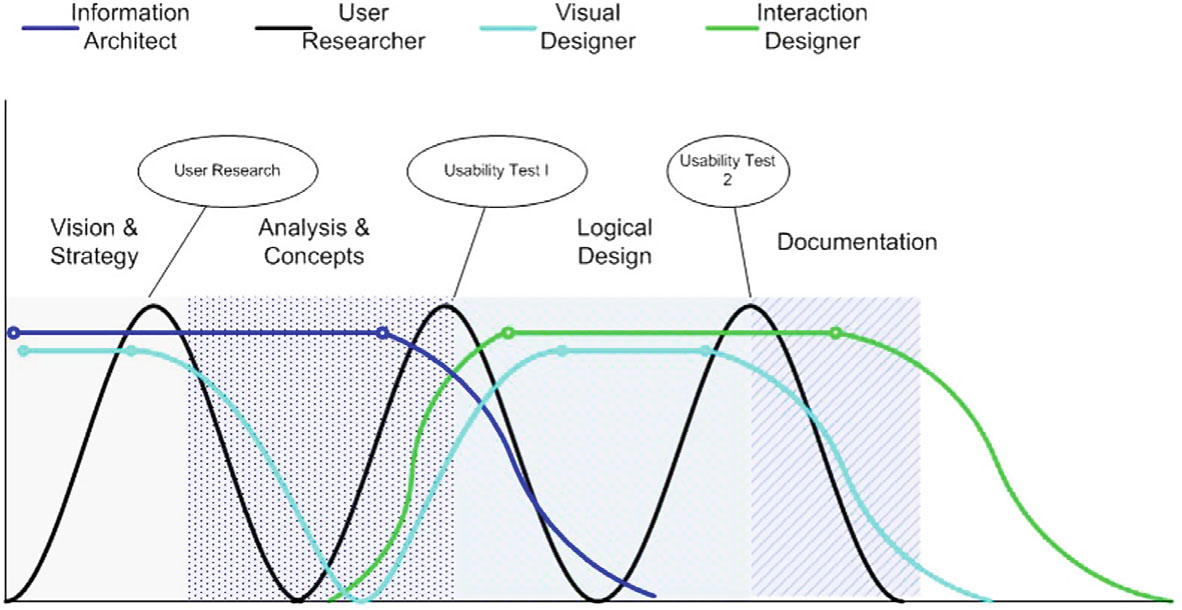 Information
Architect
User
Researcher
Visual
Designer
Interaction
Designer
User Research
Usability Test I
Usability Test
2
Vision &
Strategy
Analysis &
Concepts
Logical
Design
Documentation